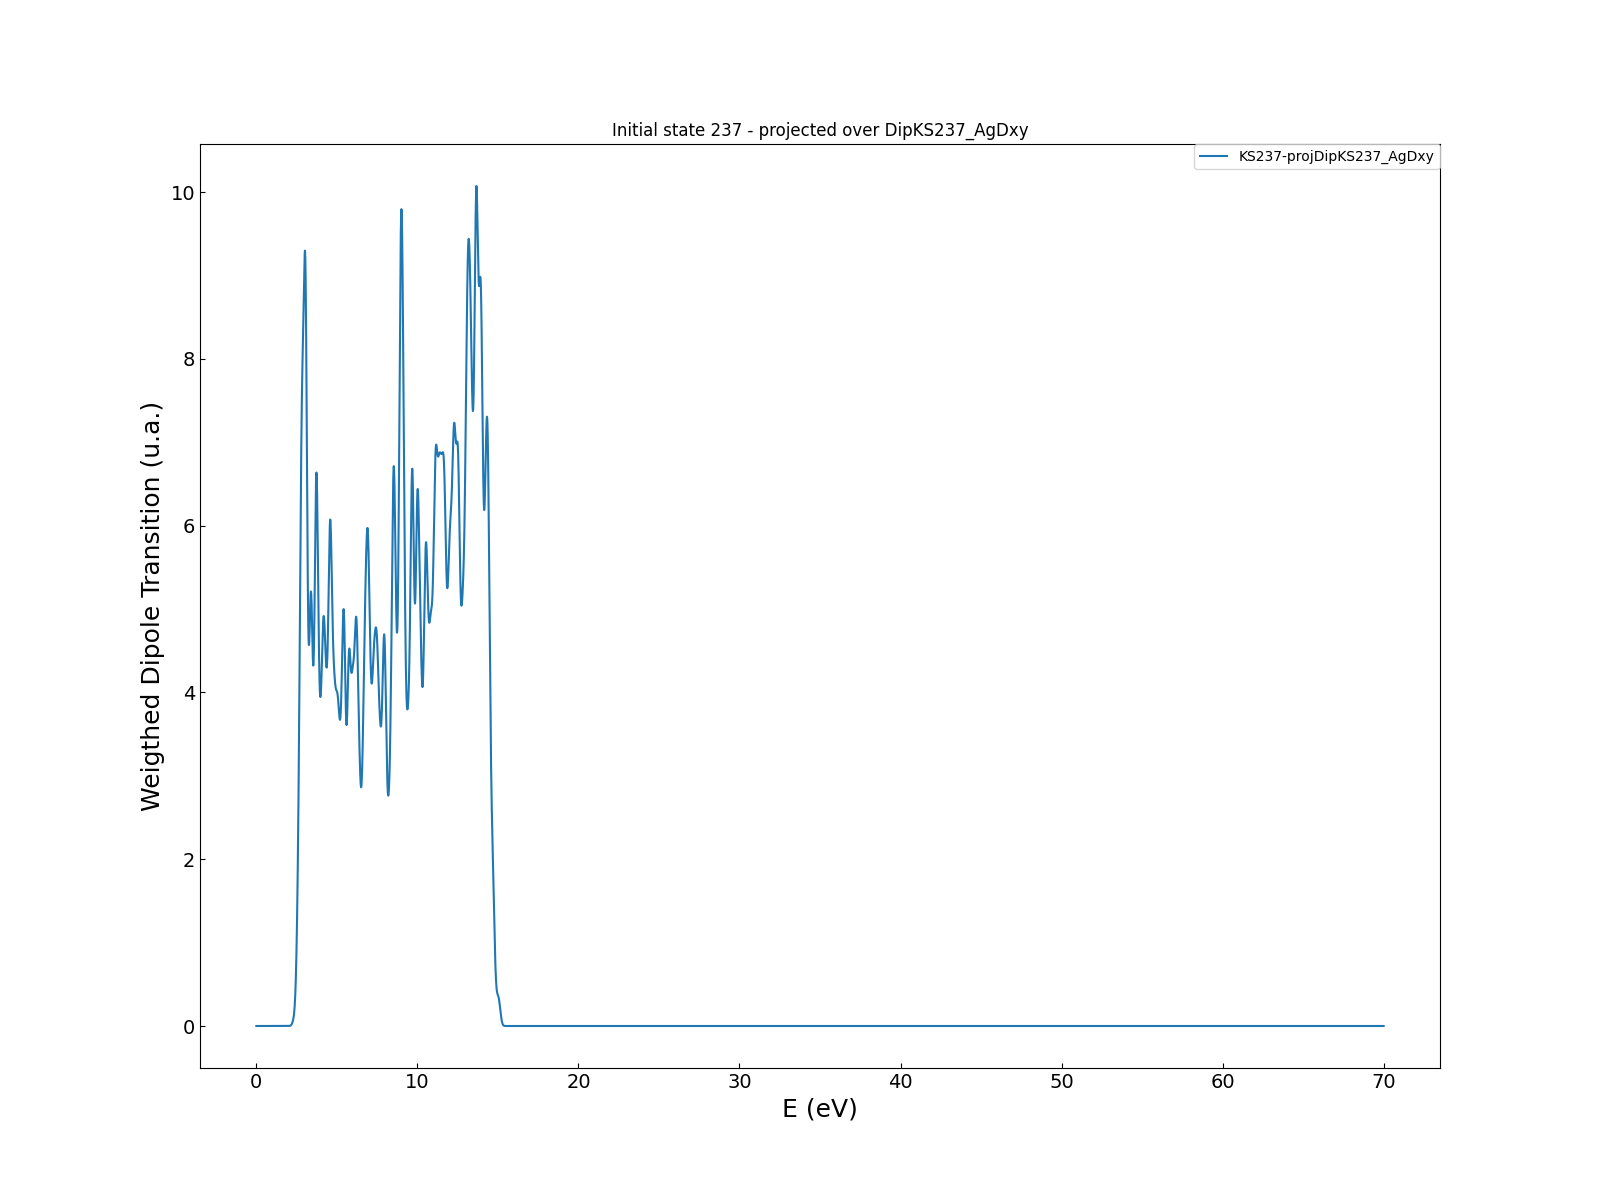 Initial state 237 - projected over DipKS237_AgDxy
KS237-projDipKS237_AgDxy
10
8
6
4
2
0
Weigthed Dipole Transition (u.a.)
0 10 20 30 40 50 60 70
E (eV)